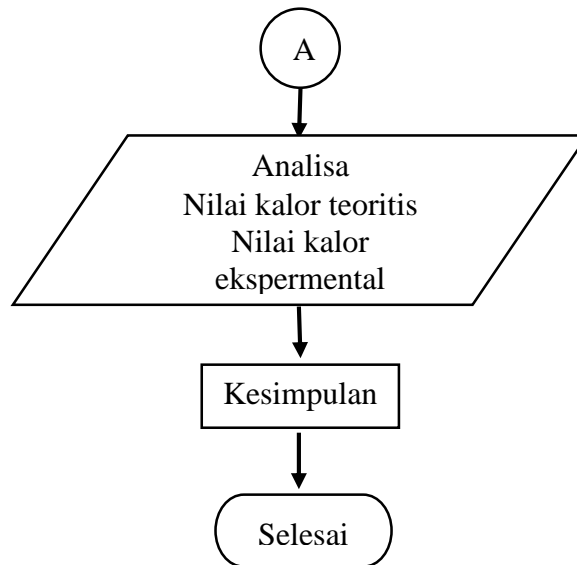 A
Analisa
Nilai kalor teoritis
Nilai kalor
ekspermental
Kesimpulan
Selesai